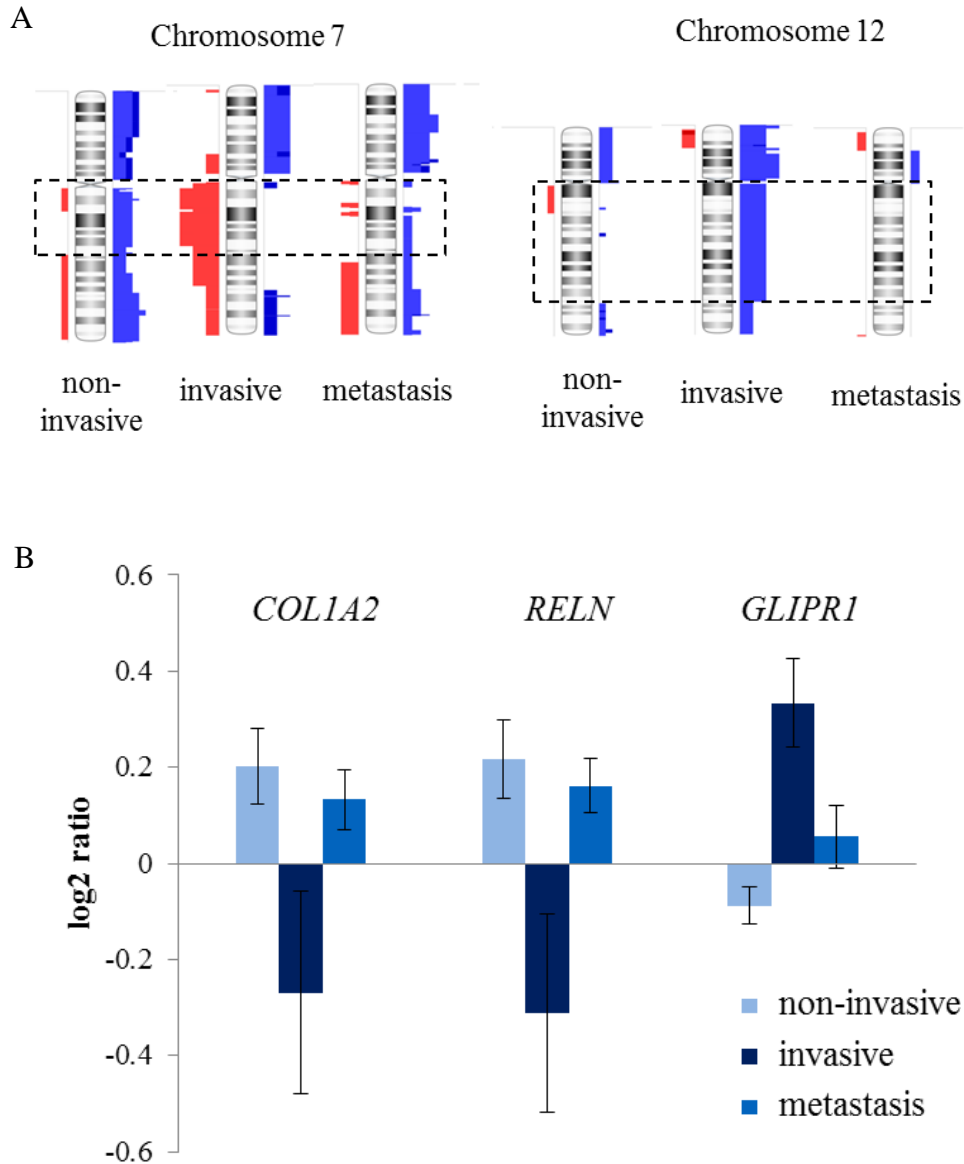 A
Chromosome 7
Chromosome 12
non-
invasive
invasive
metastasis
non-
invasive
invasive
metastasis
B
0.6
0.4
0.2
0
-0.2
-0.4
-0.6
log2 ratio
COL1A2
RELN
GLIPR1
non-invasive
invasive
metastasis